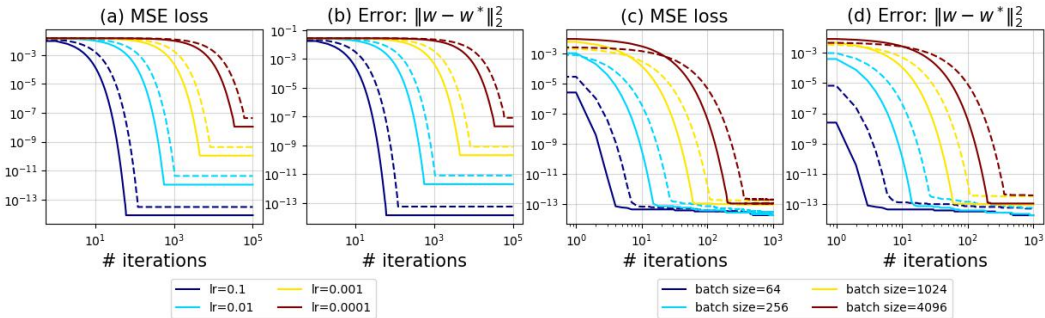 (a) MSE loss
(b) Error: ‖w − w*‖₂²
(c) MSE loss
(d) Error: ‖w − w*‖₂²
10⁻³
10⁻⁵
10⁻⁷
10⁻⁹
10⁻¹¹
10⁻¹³
10¹ 10³ 10⁵
# iterations
10⁻¹
10⁻³
10⁻⁵
10⁻⁷
10⁻⁹
10⁻¹¹
10⁻¹³
10¹ 10³ 10⁵
# iterations
10⁻¹
10⁻³
10⁻⁵
10⁻⁷
10⁻⁹
10⁻¹¹
10⁻¹³
10⁰ 10¹ 10² 10³
# iterations
10⁻¹
10⁻³
10⁻⁵
10⁻⁷
10⁻⁹
10⁻¹¹
10⁻¹³
10⁰ 10¹ 10² 10³
# iterations
lr=0.1
lr=0.01
lr=0.001
lr=0.0001
batch size=64
batch size=256
batch size=1024
batch size=4096